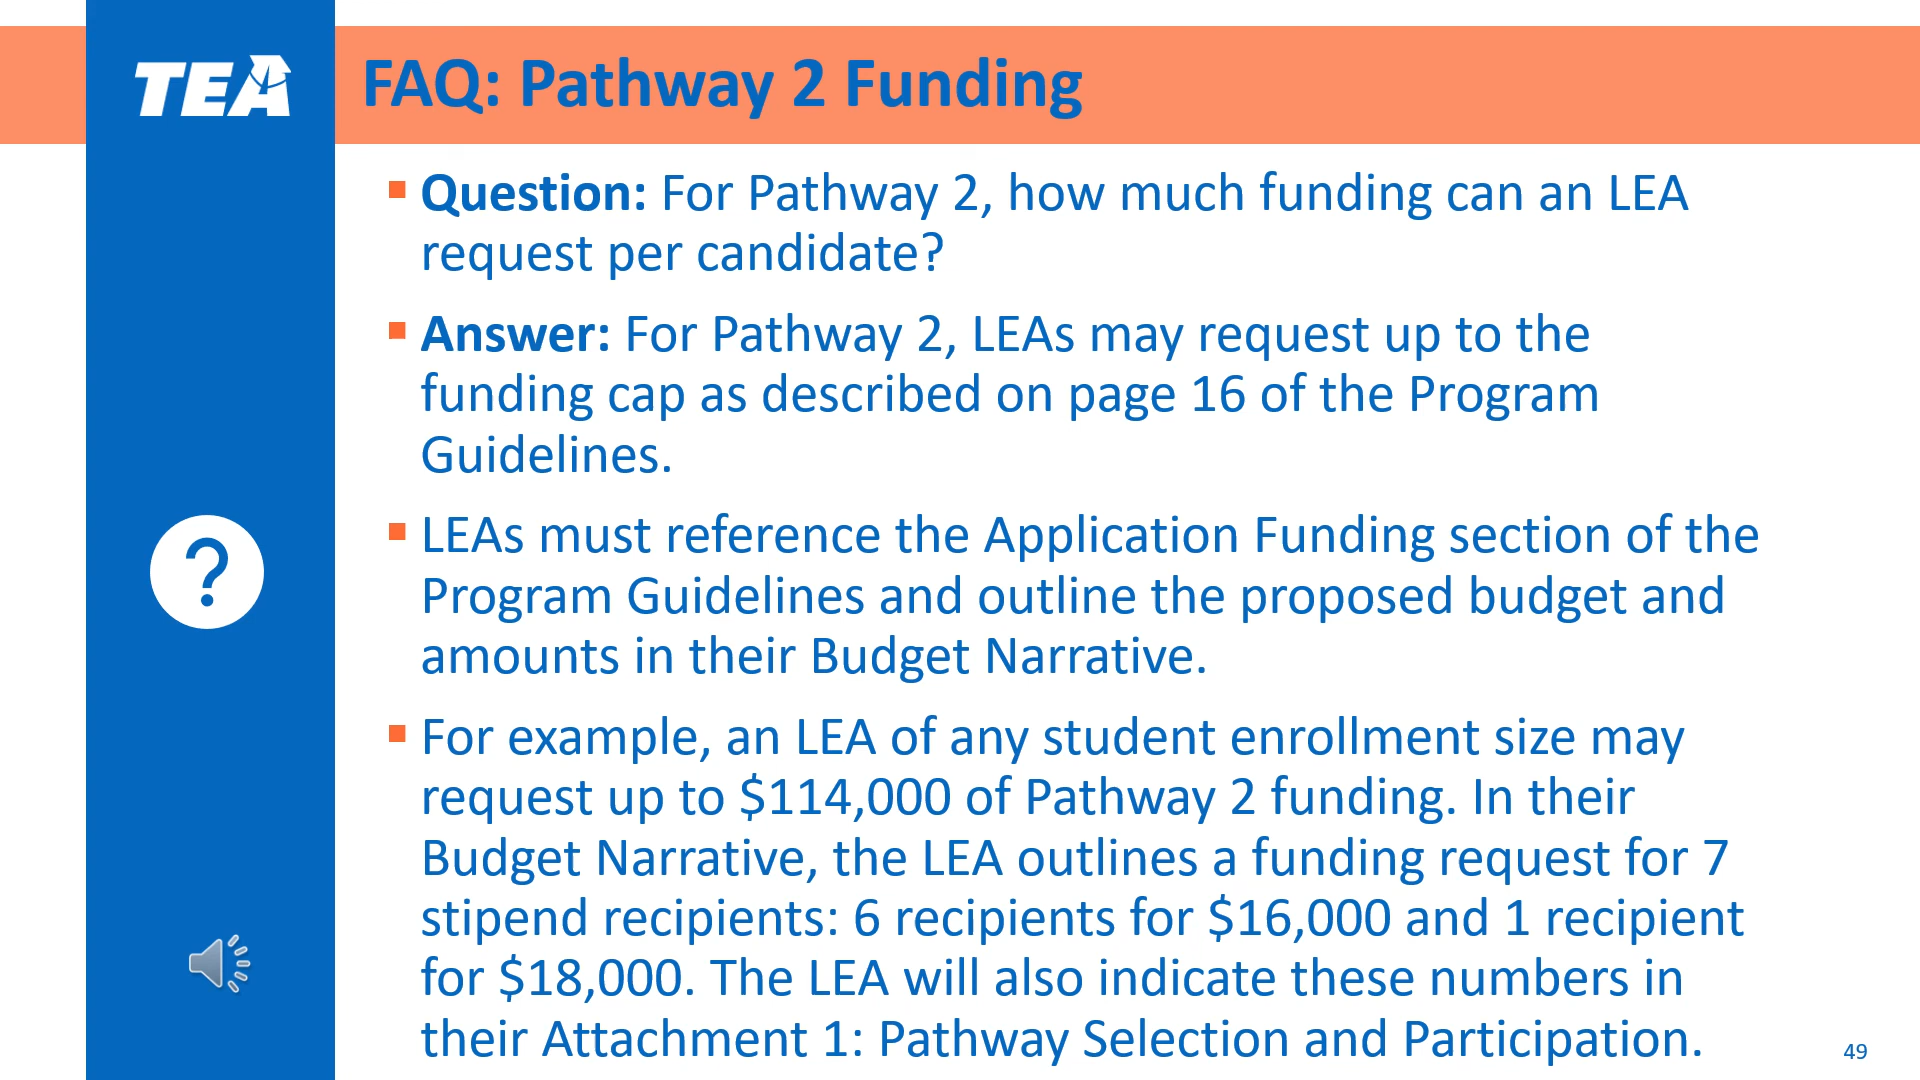 TEA
FAQ: Pathway 2 Funding
Question: For Pathway 2, how much funding can an LEA
request per candidate?
Answer: For Pathway 2, LEAs may request up to the
funding cap as described on page 16 of the Program
Guidelines.
LEAs must reference the Application Funding section of the
Program Guidelines and outline the proposed budget and
amounts in their Budget Narrative.
For example, an LEA of any student enrollment size may
request up to $114,000 of Pathway 2 funding. In their
Budget Narrative, the LEA outlines a funding request for 7
stipend recipients: 6 recipients for $16,000 and 1 recipient
for $18,000. The LEA will also indicate these numbers in
their Attachment 1: Pathway Selection and Participation.
?
49